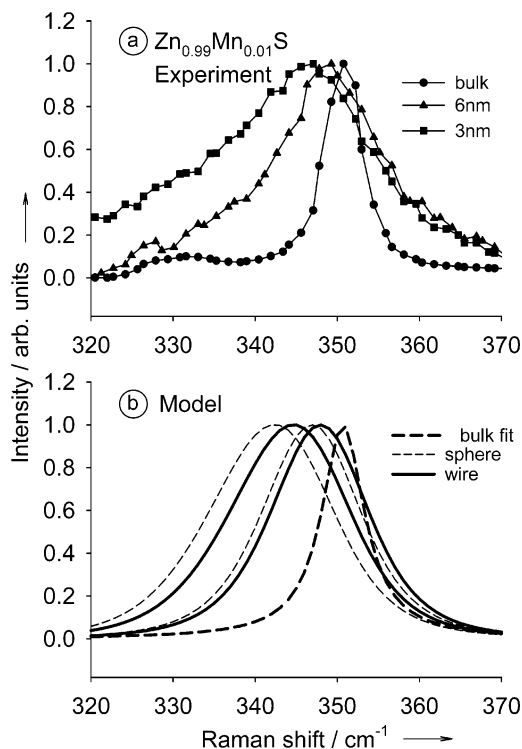 a Zn0.99Mn0.01S
Experiment
bulk
6nm
3nm
1.2
1.0
0.8
0.6
0.4
0.2
0.0
320 330 340 350 360 370
Intensity / arb. units
b Model
bulk fit
sphere
wire
1.2
1.0
0.8
0.6
0.4
0.2
0.0
320 330 340 350 360 370
Raman shift / cm-1